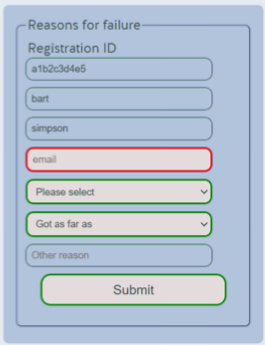 Reasons for failure
Registration ID
a1b2c3d4e5
bart
simpson
email
Please select
Got as far as
Other reason
Submit